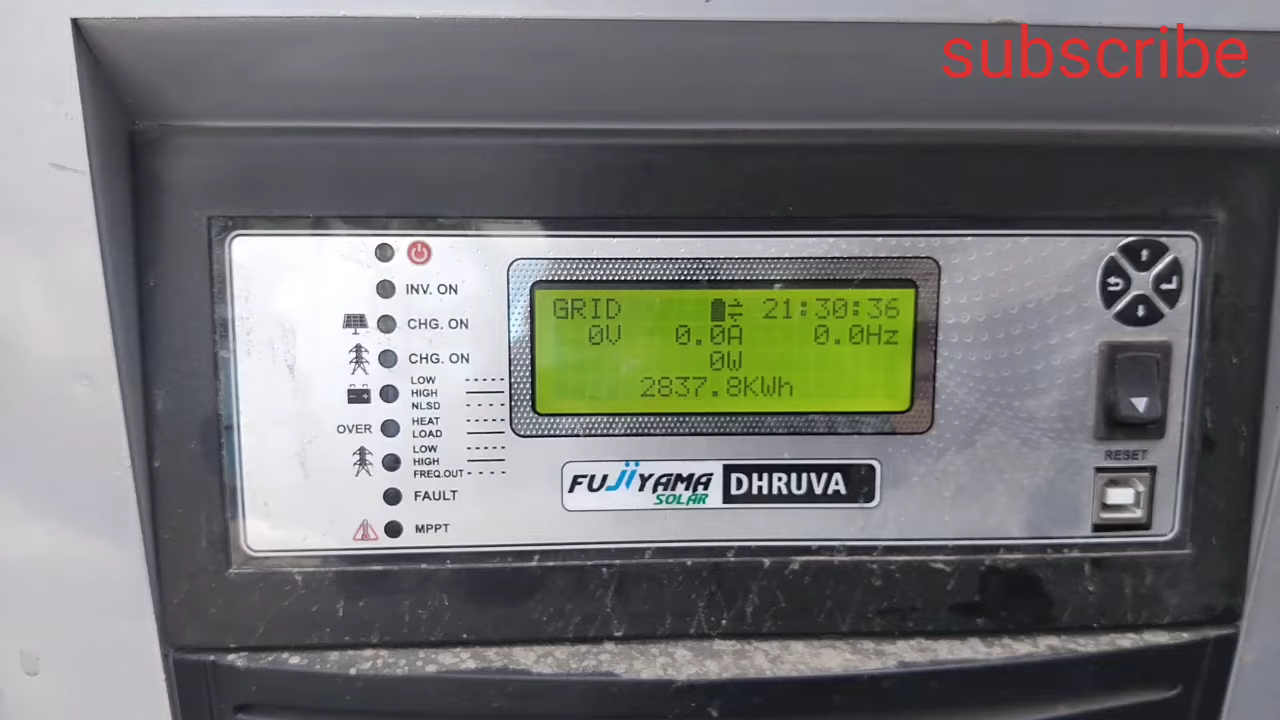 subscribe
INV. ON
CHG. ON
CHG. ON
LOW
HIGH
NLSD
OVER
HEAT
LOAD
LOW
HIGH
FREQ.OUT
FAULT
MPPT
GRID 21:30:36
0V 0.0A 0.0Hz
0W
2837.8KWh
FUJIYAMA
SOLAR
DHRUVA
RESET